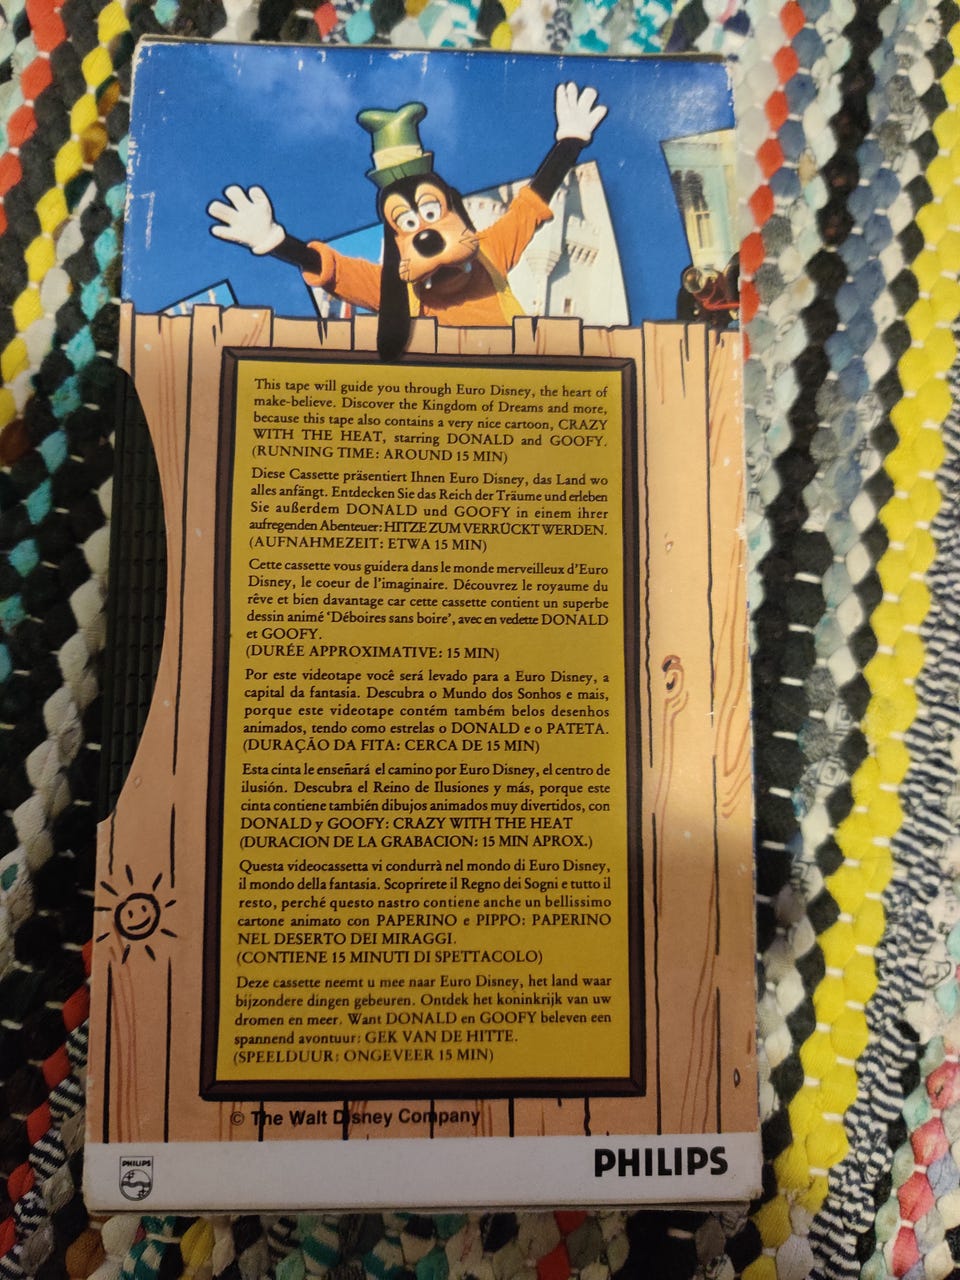 This tape will guide you through Euro Disney, the heart of
make-believe. Discover the Kingdom of Dreams and more,
because this tape also contains a very nice cartoon, CRAZY
WITH THE HEAT, starring DONALD and GOOFY.
(RUNNING TIME: AROUND 15 MIN)
Diese Cassette präsentiert Ihnen Euro Disney, das Land wo
alles anfängt. Entdecken Sie das Reich der Träume und erleben
Sie außerdem DONALD und GOOFY in einem ihrer
aufregenden Abenteuer: HITZE ZUM VERRÜCKT WERDEN.
(AUFNAHMEZEIT: ETWA 15 MIN)
Cette cassette vous guidera dans le monde merveilleux d'Euro
Disney, le coeur de l'imaginaire. Découvrez le royaume du
rêve et bien davantage car cette cassette contient un superbe
dessin animé 'Déboires sans boire', avec en vedette DONALD
et GOOFY.
(DURÉE APPROXIMATIVE: 15 MIN)
Por este videotape você será levado para a Euro Disney, a
capital da fantasia. Descubra o Mundo dos Sonhos e mais,
porque este videotape contém também belos desenhos
animados, tendo como estrelas o DONALD e o PATETA.
(DURAÇÃO DA FITA: CERCA DE 15 MIN)
Esta cinta le enseñará el camino por Euro Disney, el centro de
ilusión. Descubra el Reino de Ilusiones y más, porque este
cinta contiene también dibujos animados muy divertidos, con
DONALD y GOOFY: CRAZY WITH THE HEAT
(DURACION DE LA GRABACION: 15 MIN APROX.)
Questa videocassetta vi condurrà nel mondo di Euro Disney,
il mondo della fantasia. Scoprirete il Regno dei Sogni e tutto il
resto, perché questo nastro contiene anche un bellissimo
cartone animato con PAPERINO e PIPPO: PAPERINO
NEL DESERTO DEI MIRAGGI.
(CONTIENE 15 MINUTI DI SPETTACOLO)
Deze cassette neemt u mee naar Euro Disney, het land waar
bijzondere dingen gebeuren. Ontdek het koninkrijk van uw
dromen en meer. Want DONALD en GOOFY beleven een
spannend avontuur: GEK VAN DE HITTE.
(SPEELDUUR: ONGEVEER 15 MIN)
© The Walt Disney Company
PHILIPS
PHILIPS